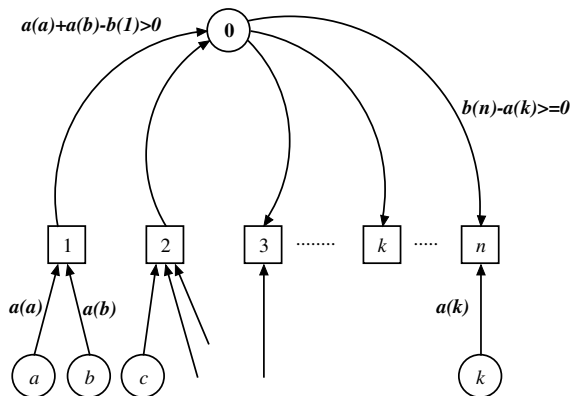 a(a)+a(b)-b(1)>0
0
b(n)-a(k)>=0
1 2 3 ........ k ..... n
a(a) a(b) a(k)
a b c k